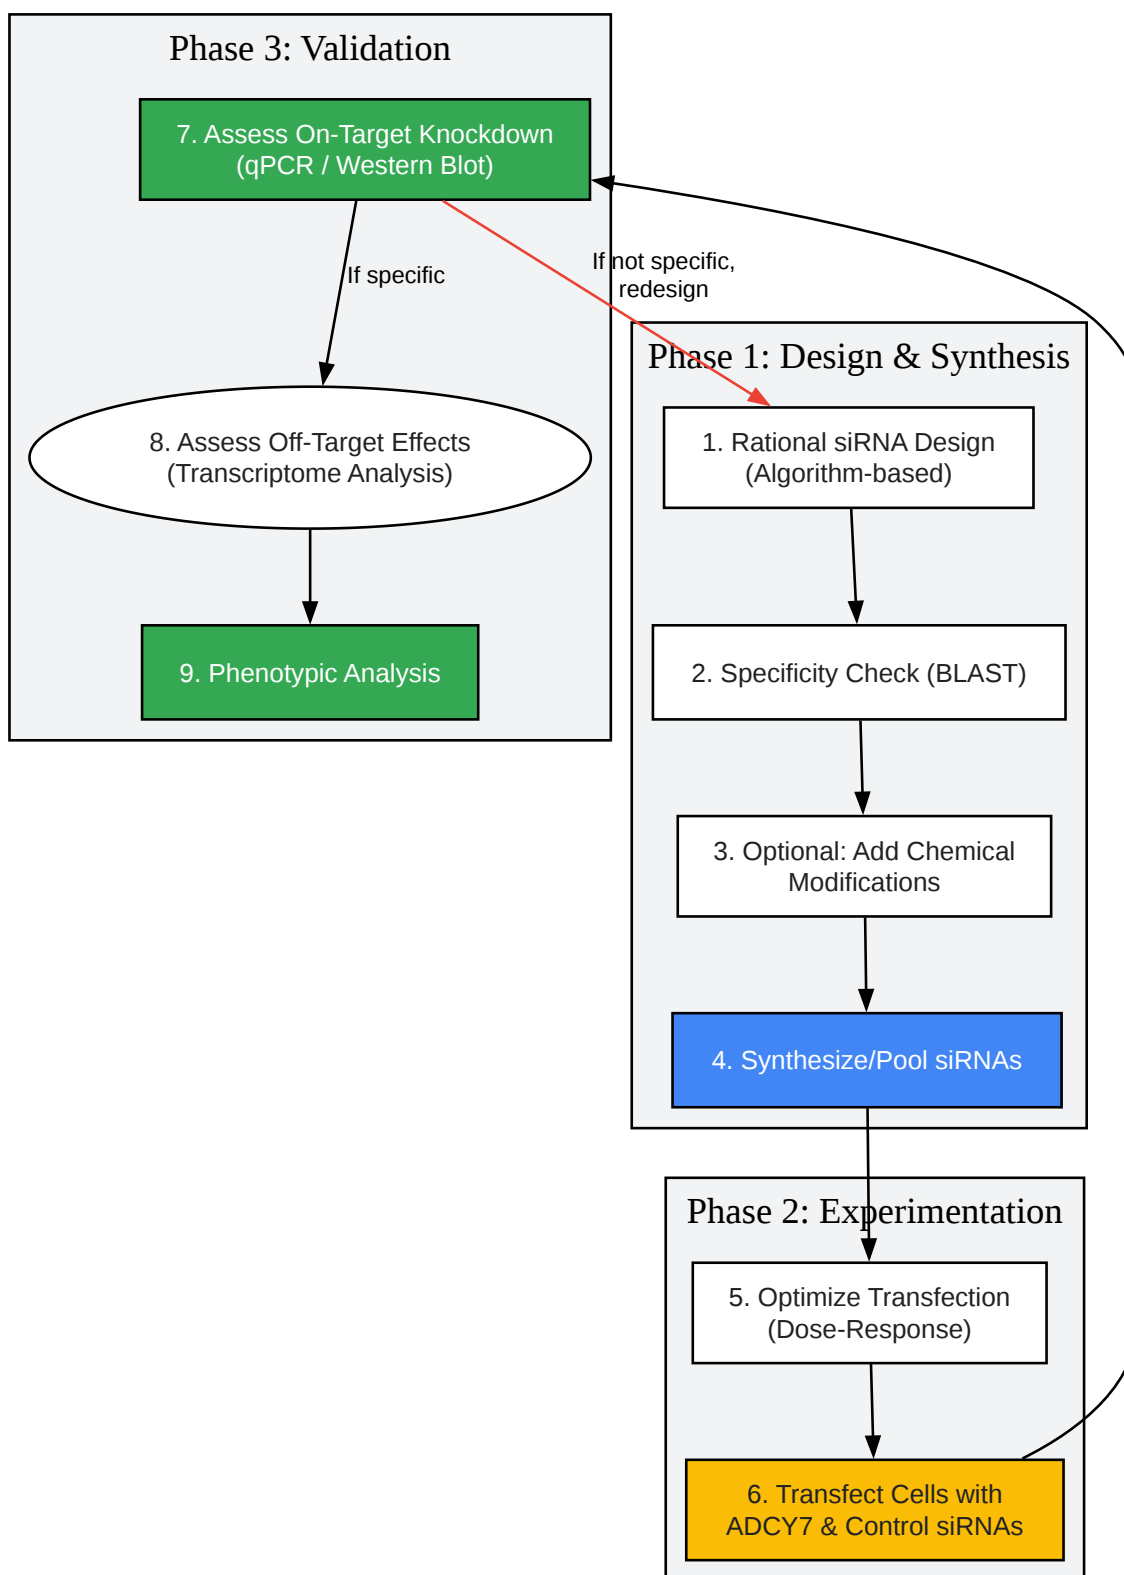 Phase 3: Validation
7. Assess On-Target Knockdown
(qPCR / Western Blot)
If specific
If not specific,
redesign
8. Assess Off-Target Effects
(Transcriptome Analysis)
9. Phenotypic Analysis
Phase 1: Design & Synthesis
1. Rational siRNA Design
(Algorithm-based)
2. Specificity Check (BLAST)
3. Optional: Add Chemical
Modifications
4. Synthesize/Pool siRNAs
Phase 2: Experimentation
5. Optimize Transfection
(Dose-Response)
6. Transfect Cells with
ADCY7 & Control siRNAs